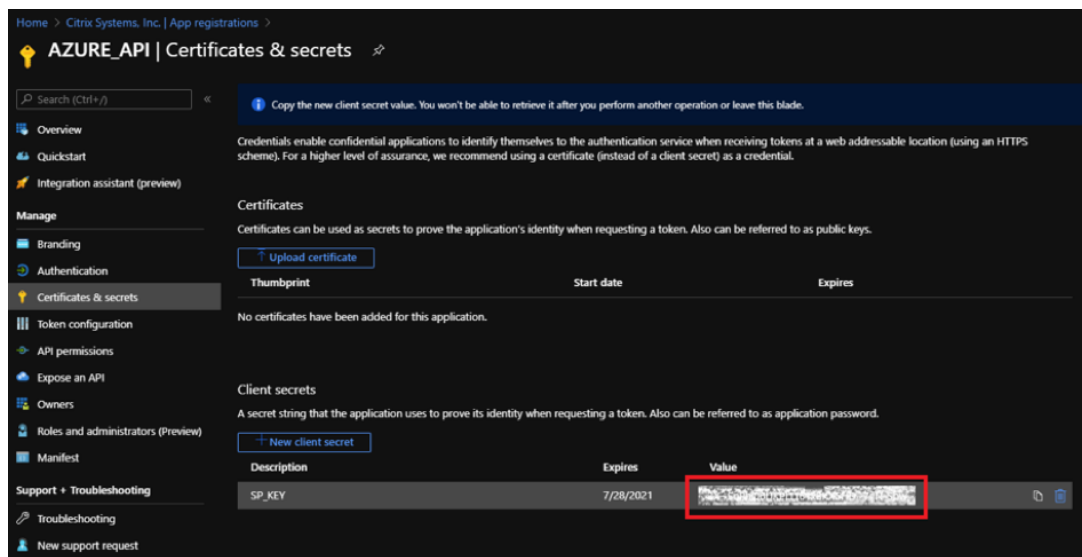 Home > Citrix Systems, Inc. | App registrations >
AZURE_API | Certificates & secrets
Search (Ctrl+/)
«
Overview
Quickstart
Integration assistant (preview)
Manage
Branding
Authentication
Certificates & secrets
Token configuration
API permissions
Expose an API
Owners
Roles and administrators (Preview)
Manifest
Support + Troubleshooting
Troubleshooting
New support request
Copy the new client secret value. You won't be able to retrieve it after you perform another operation or leave this blade.
Credentials enable confidential applications to identify themselves to the authentication service when receiving tokens at a web addressable location (using an HTTPS
scheme). For a higher level of assurance, we recommend using a certificate (instead of a client secret) as a credential.
Certificates
Certificates can be used as secrets to prove the application's identity when requesting a token. Also can be referred to as public keys.
Upload certificate
Thumbprint Start date Expires
No certificates have been added for this application.
Client secrets
A secret string that the application uses to prove its identity when requesting a token. Also can be referred to as application password.
New client secret
Description Expires Value
SP_KEY 7/28/2021